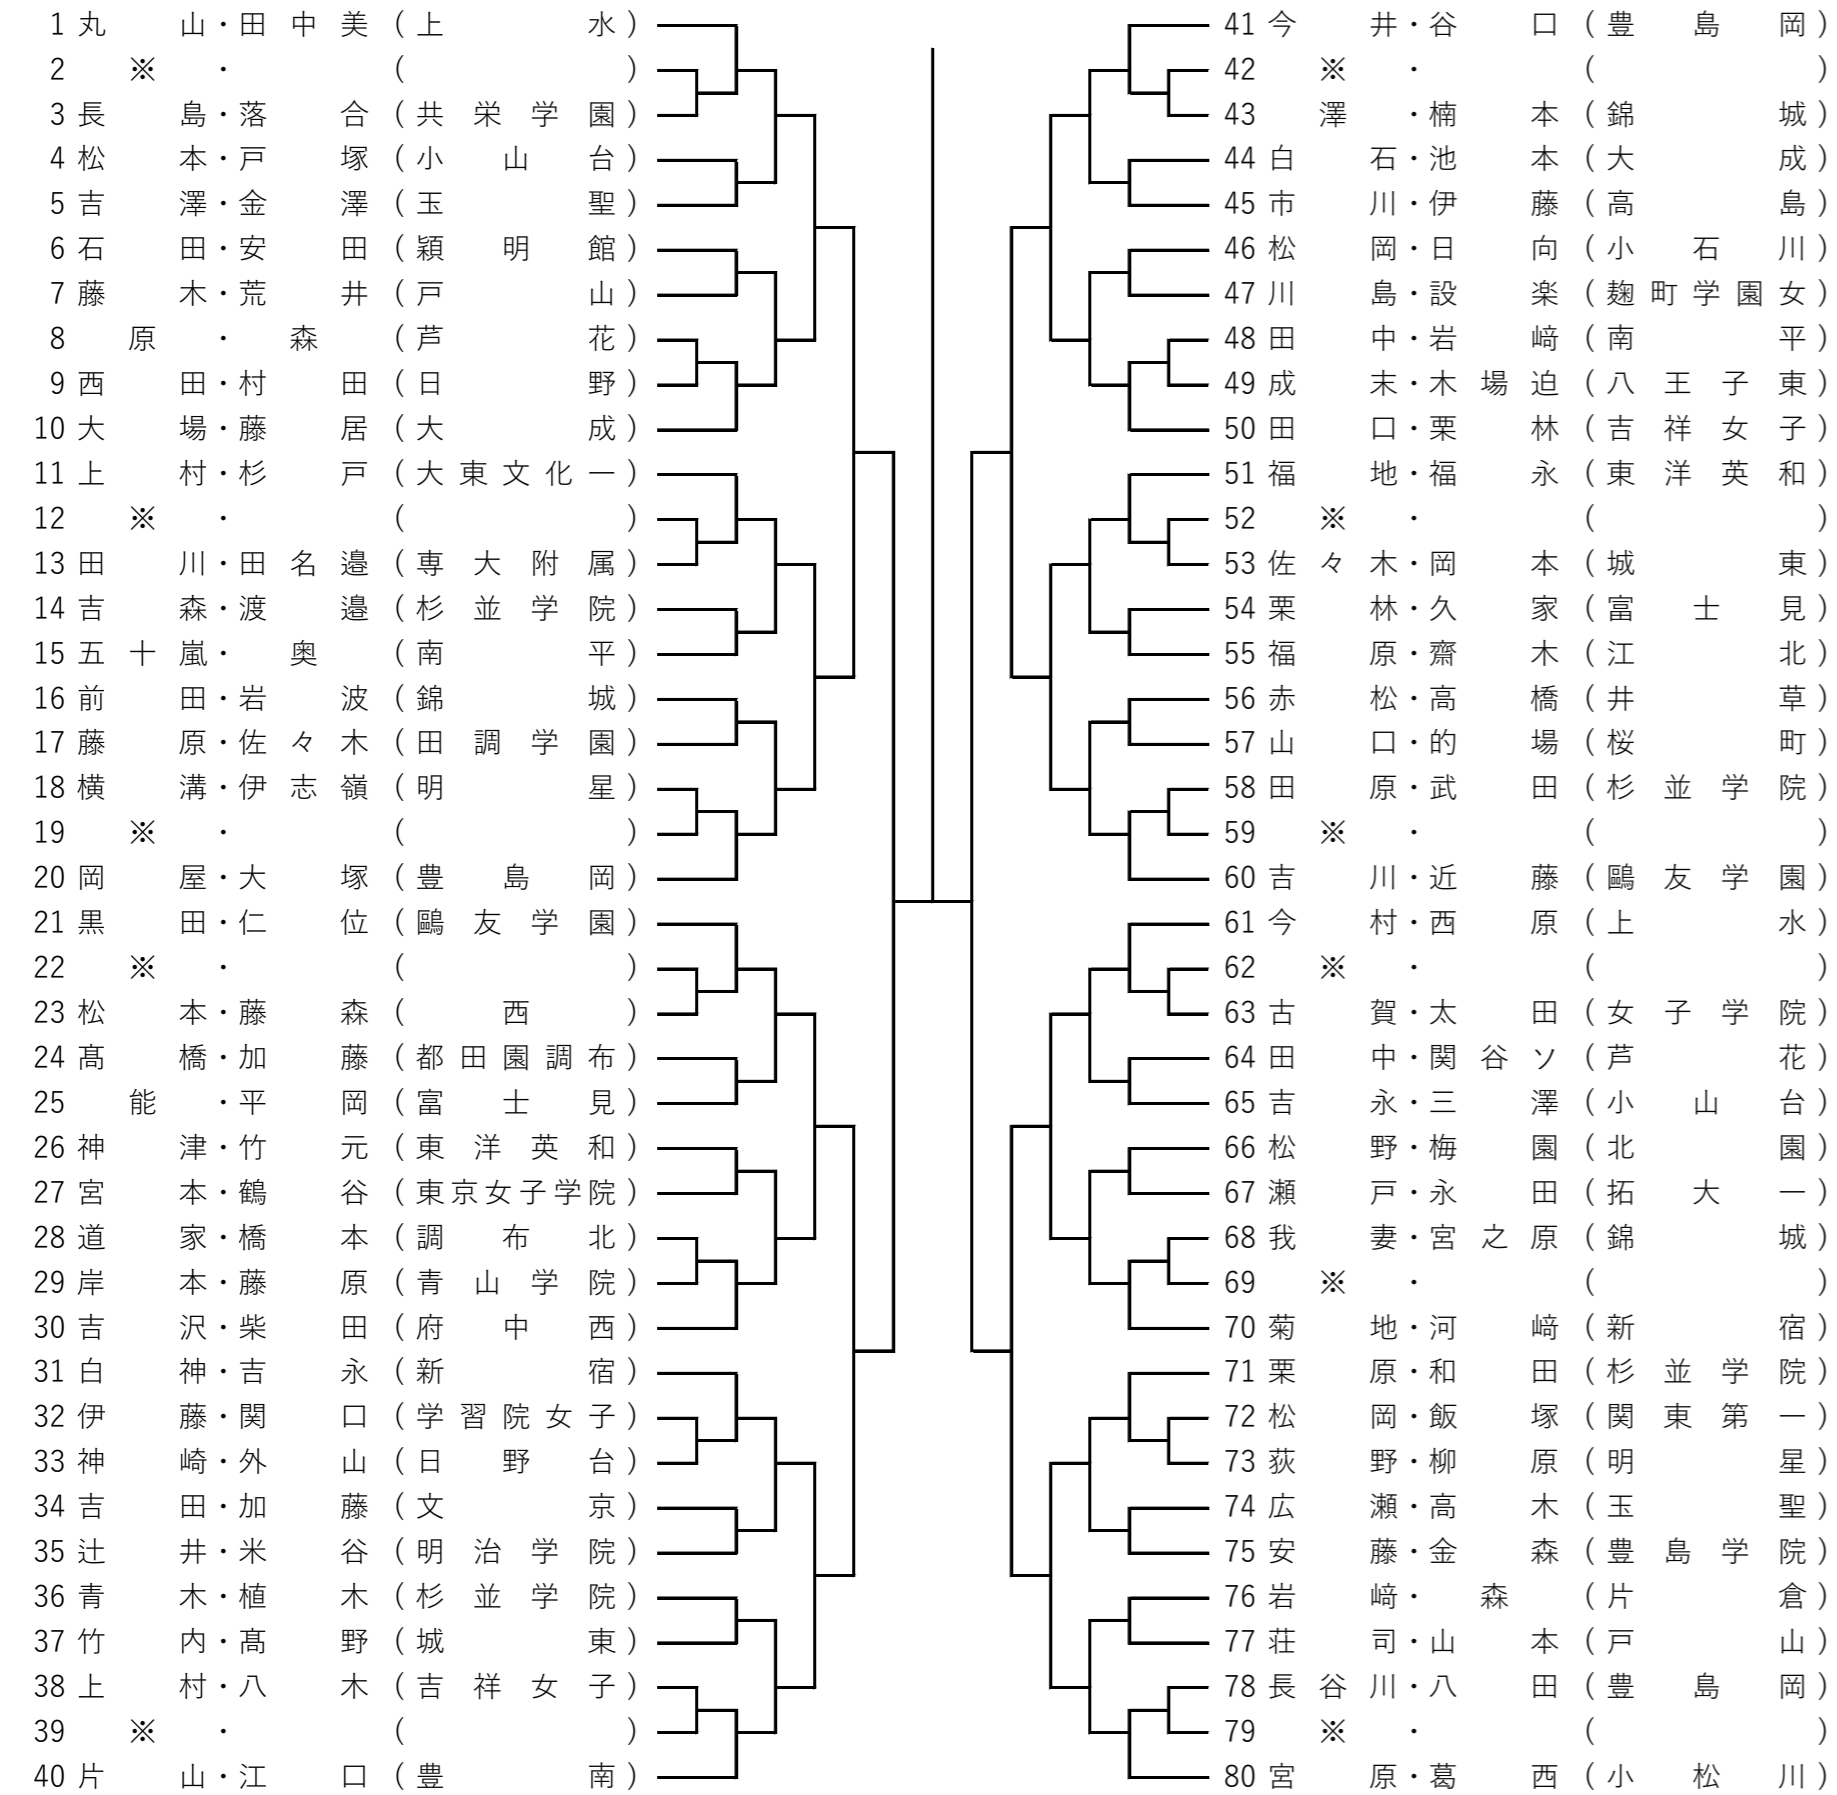 1 丸山・田中美（上水）
2 ※・（）
3 長島・落合（共栄学園）
4 松本・戸塚（小山台）
5 吉澤・金澤（玉聖）
6 石田・安田（穎明館）
7 藤木・荒井（戸山）
8 原・森（芦花）
9 西田・村田（日野）
10 大場・藤居（大成）
11 上村・杉戸（大東文化一）
12 ※・（）
13 田川・田名邉（専大附属）
14 吉森・渡邉（杉並学院）
15 五十嵐・奥（南平）
16 前田・岩波（錦城）
17 藤原・佐々木（田調学園）
18 横溝・伊志嶺（明星）
19 ※・（）
20 岡屋・大塚（豊島岡）
21 黒田・仁位（鷗友学園）
22 ※・（）
23 松本・藤森（西）
24 髙橋・加藤（都田園調布）
25 能・平岡（富士見）
26 神津・竹元（東洋英和）
27 宮本・鶴谷（東京女子学院）
28 道家・橋本（調布北）
29 岸本・藤原（青山学院）
30 吉沢・柴田（府中西）
31 白神・吉永（新宿）
32 伊藤・関口（学習院女子）
33 神崎・外山（日野台）
34 吉田・加藤（文京）
35 辻井・米谷（明治学院）
36 青木・植木（杉並学院）
37 竹内・髙野（城東）
38 上村・八木（吉祥女子）
39 ※・（）
40 片山・江口（豊南）
41 今井・谷口（豊島岡）
42 ※・（）
43 澤・楠本（錦城）
44 白石・池本（大成）
45 市川・伊藤（高島）
46 松岡・日向（小石川）
47 川島・設楽（麹町学園女）
48 田中・岩﨑（南平）
49 成末・木場迫（八王子東）
50 田口・栗林（吉祥女子）
51 福地・福永（東洋英和）
52 ※・（）
53 佐々木・岡本（城東）
54 栗林・久家（富士見）
55 福原・齋木（江北）
56 赤松・高橋（井草）
57 山口・的場（桜町）
58 田原・武田（杉並学院）
59 ※・（）
60 吉川・近藤（鷗友学園）
61 今村・西原（上水）
62 ※・（）
63 古賀・太田（女子学院）
64 田中・関谷ソ（芦花）
65 吉永・三澤（小山台）
66 松野・梅園（北園）
67 瀬戸・永田（拓大一）
68 我妻・宮之原（錦城）
69 ※・（）
70 菊地・河﨑（新宿）
71 栗原・和田（杉並学院）
72 松岡・飯塚（関東第一）
73 荻野・柳原（明星）
74 広瀬・高木（玉聖）
75 安藤・金森（豊島学院）
76 岩﨑・森（片倉）
77 荘司・山本（戸山）
78 長谷川・八田（豊島岡）
79 ※・（）
80 宮原・葛西（小松川）